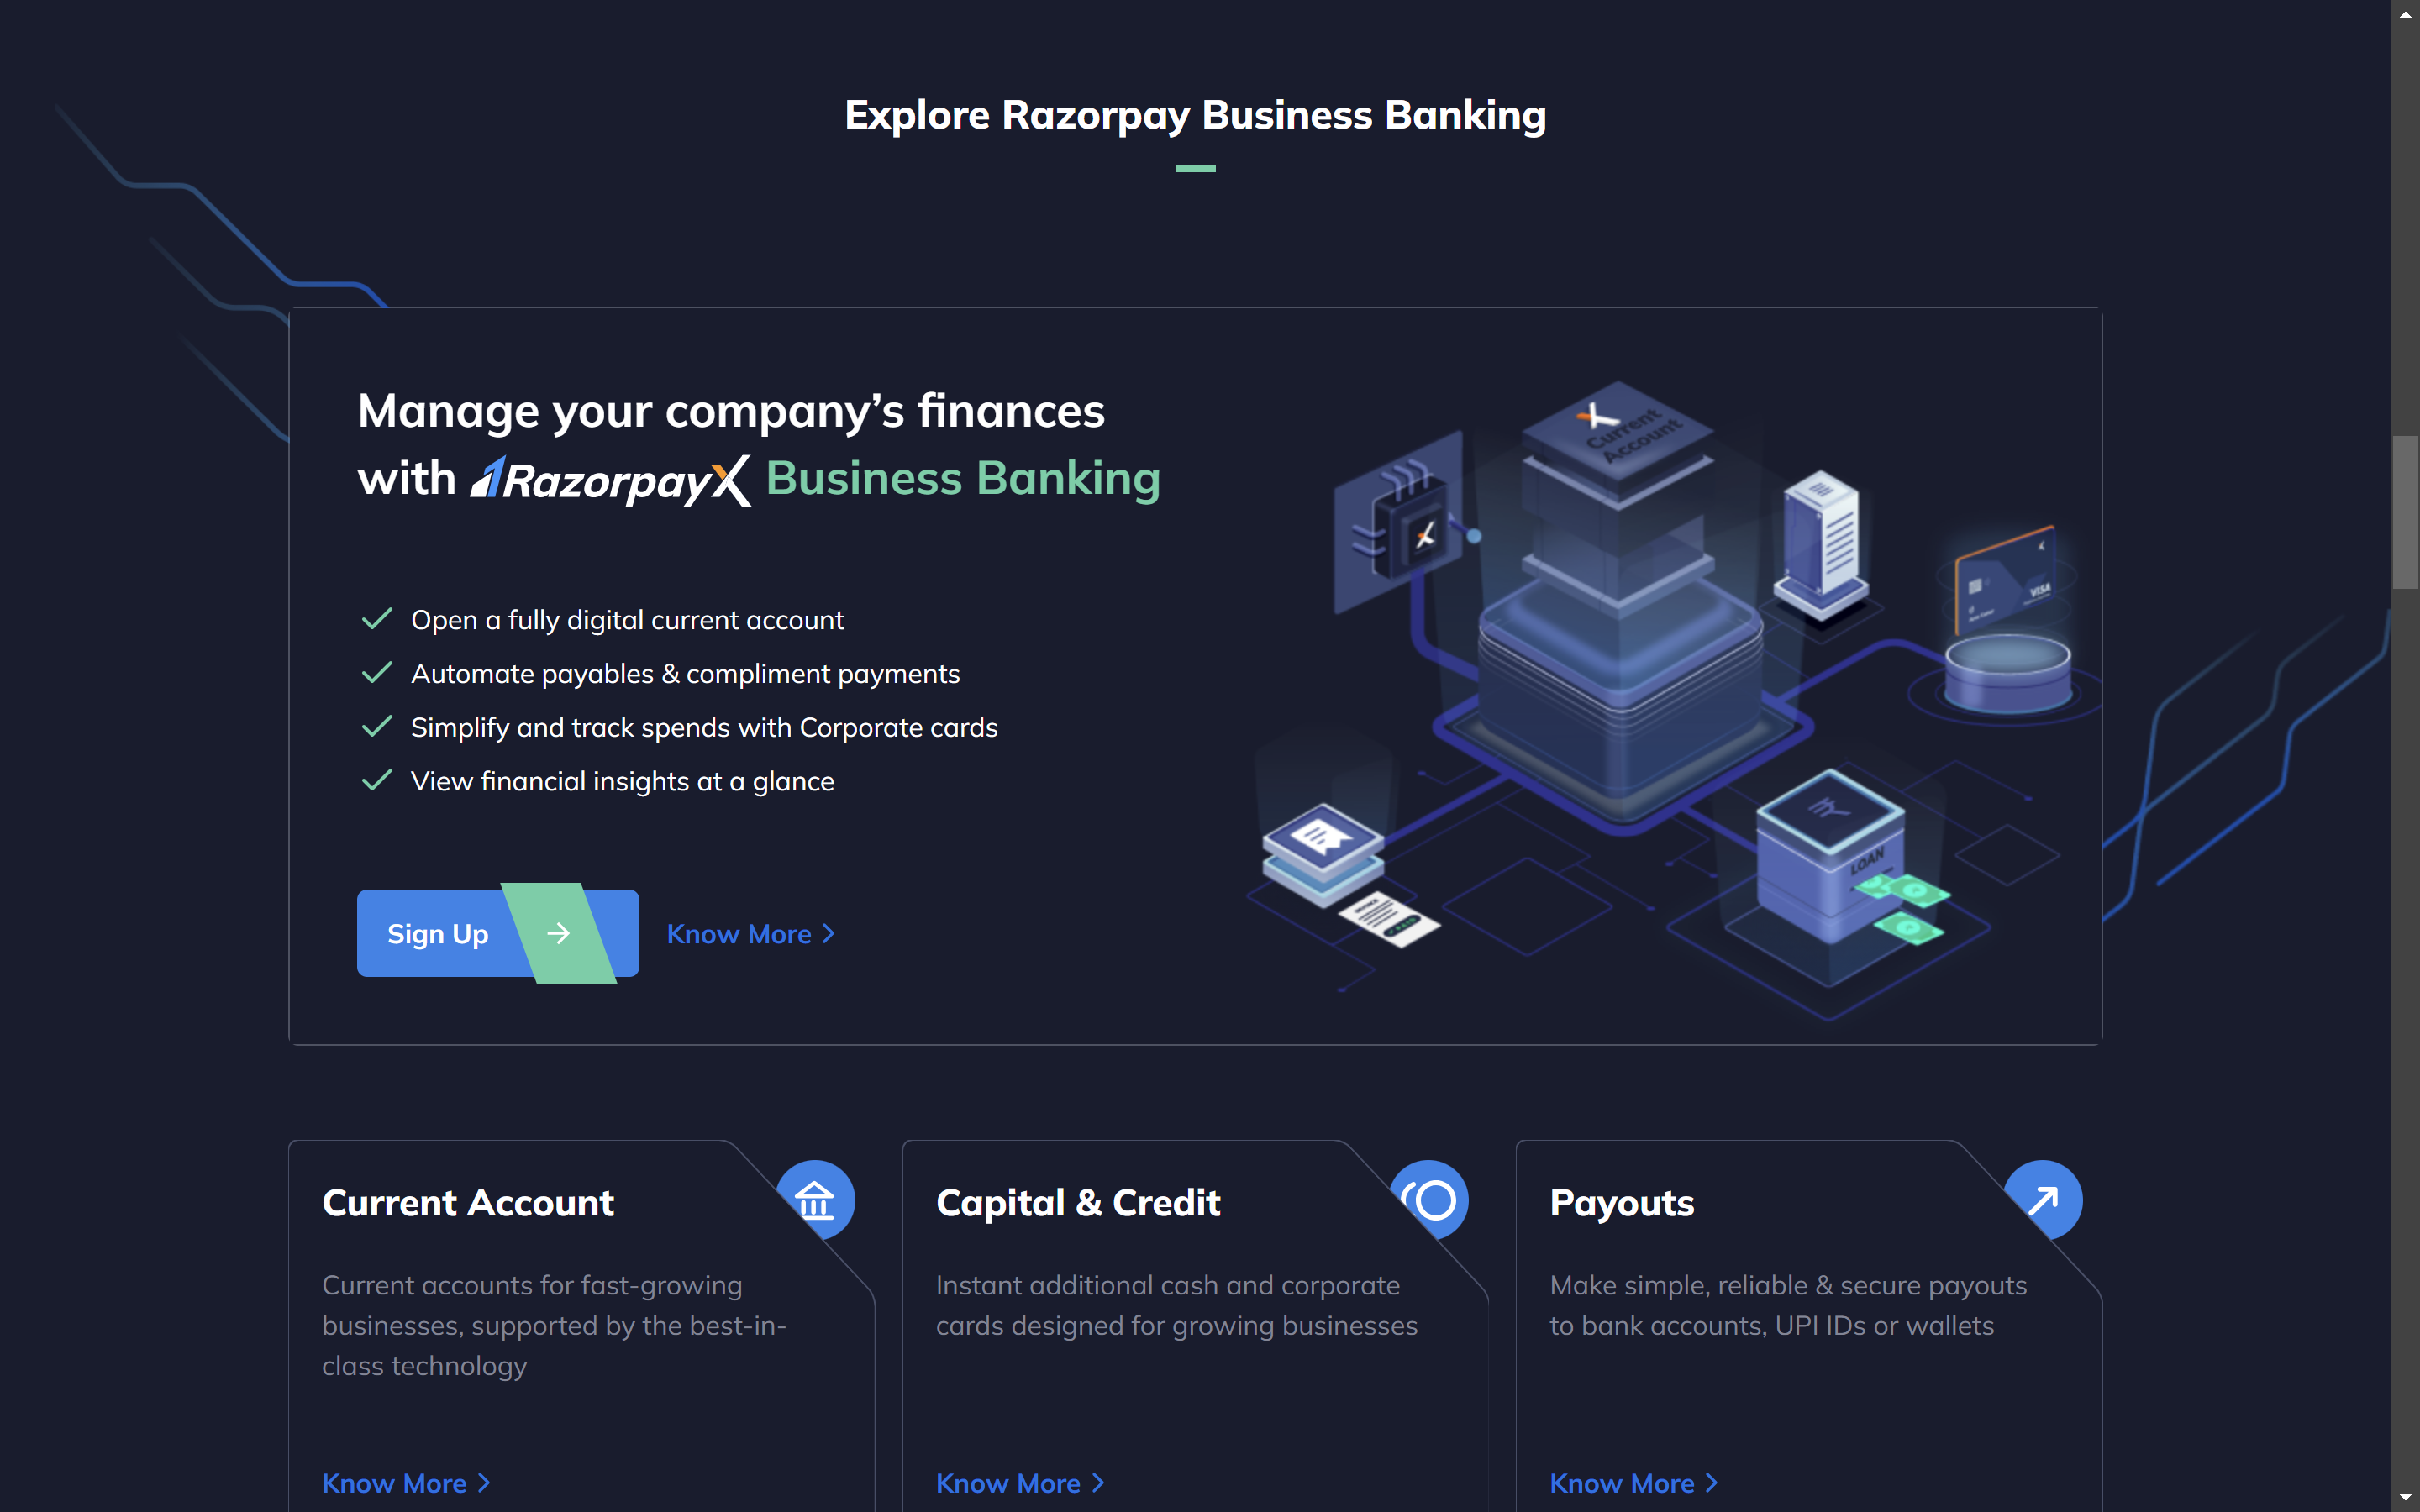 Explore Razorpay Business Banking
Manage your company’s finances
with RazorpayX Business Banking
Open a fully digital current account
Automate payables & compliment payments
Simplify and track spends with Corporate cards
View financial insights at a glance
Sign Up
Know More
Current
Account
VISA
LOAN
INVOICE
PAID
Current Account
Current accounts for fast-growing
businesses, supported by the best-in-
class technology
Know More
Capital & Credit
Instant additional cash and corporate
cards designed for growing businesses
Know More
Payouts
Make simple, reliable & secure payouts
to bank accounts, UPI IDs or wallets
Know More